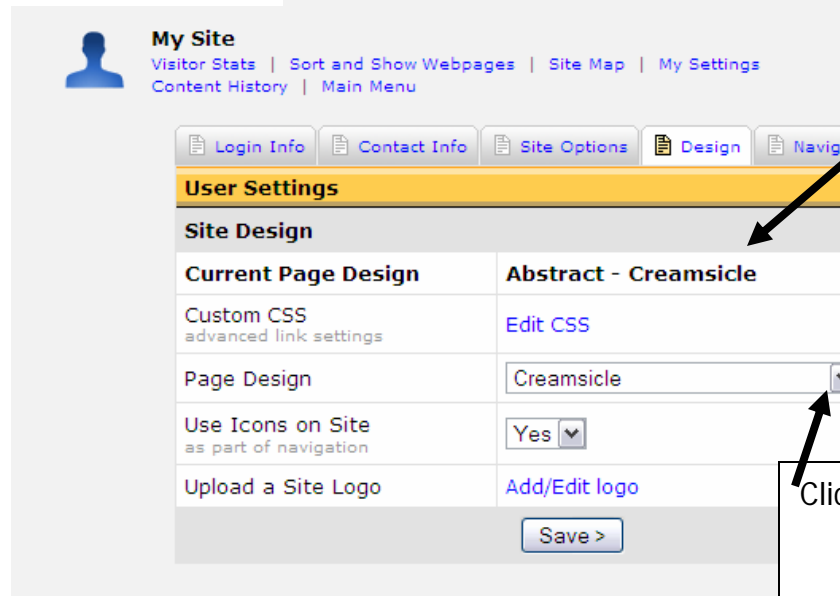 My Site
Visitor Stats | Sort and Show Webpages | Site Map | My Settings
Content History | Main Menu
Login Info Contact Info Site Options Design Navig
User Settings
Site Design
Current Page Design Abstract - Creamsicle
Custom CSS Edit CSS
advanced link settings
Page Design Creamsicle
Use Icons on Site Yes
as part of navigation
Upload a Site Logo Add/Edit logo
Clic
Save >